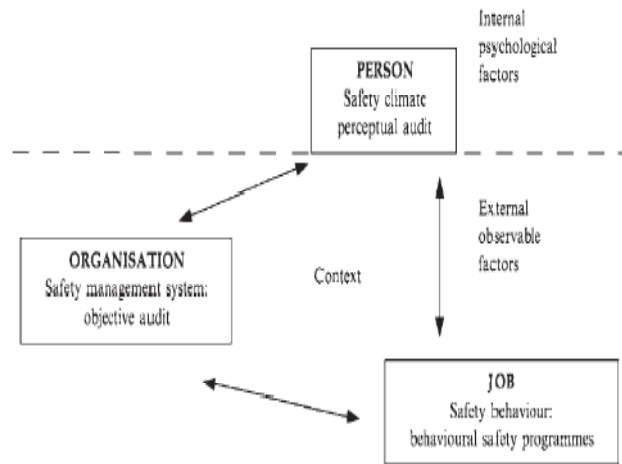 Internal
psychological
factors
PERSON
Safety climate
perceptual audit
External
observable
factors
ORGANISATION
Safety management system:
objective audit
Context
JOB
Safety behaviour:
behavioural safety programmes